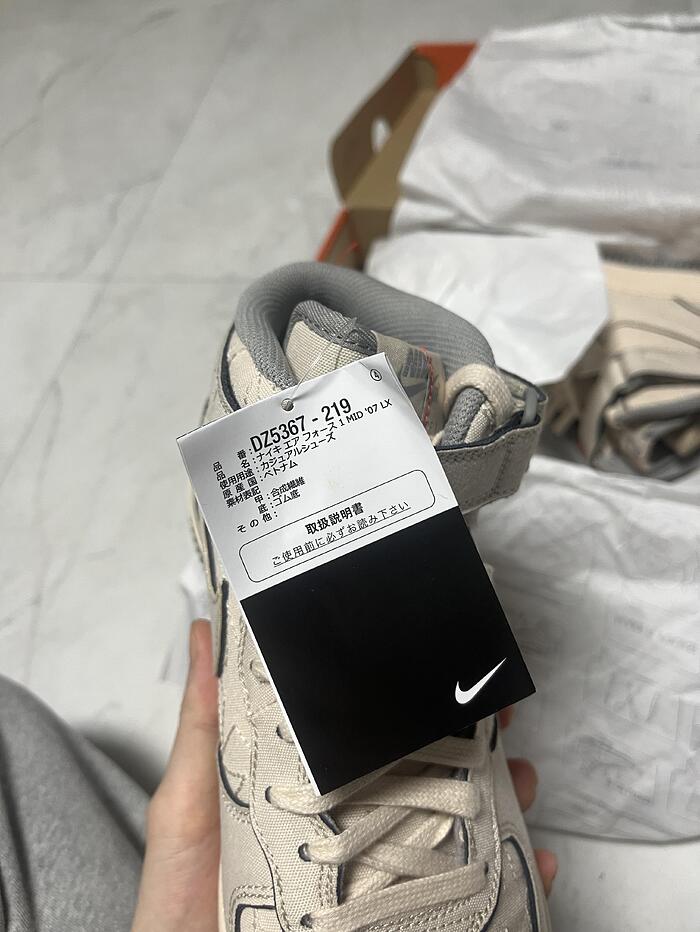 ④
品番：DZ5367 - 219
品名：ナイキ エア フォース 1 MID '07 LX
使用用途：カジュアルシューズ
原産国：ベトナム
素材表記 甲：合成繊維
底：ゴム底
その他：
取扱説明書
ご使用前に必ずお読み下さい